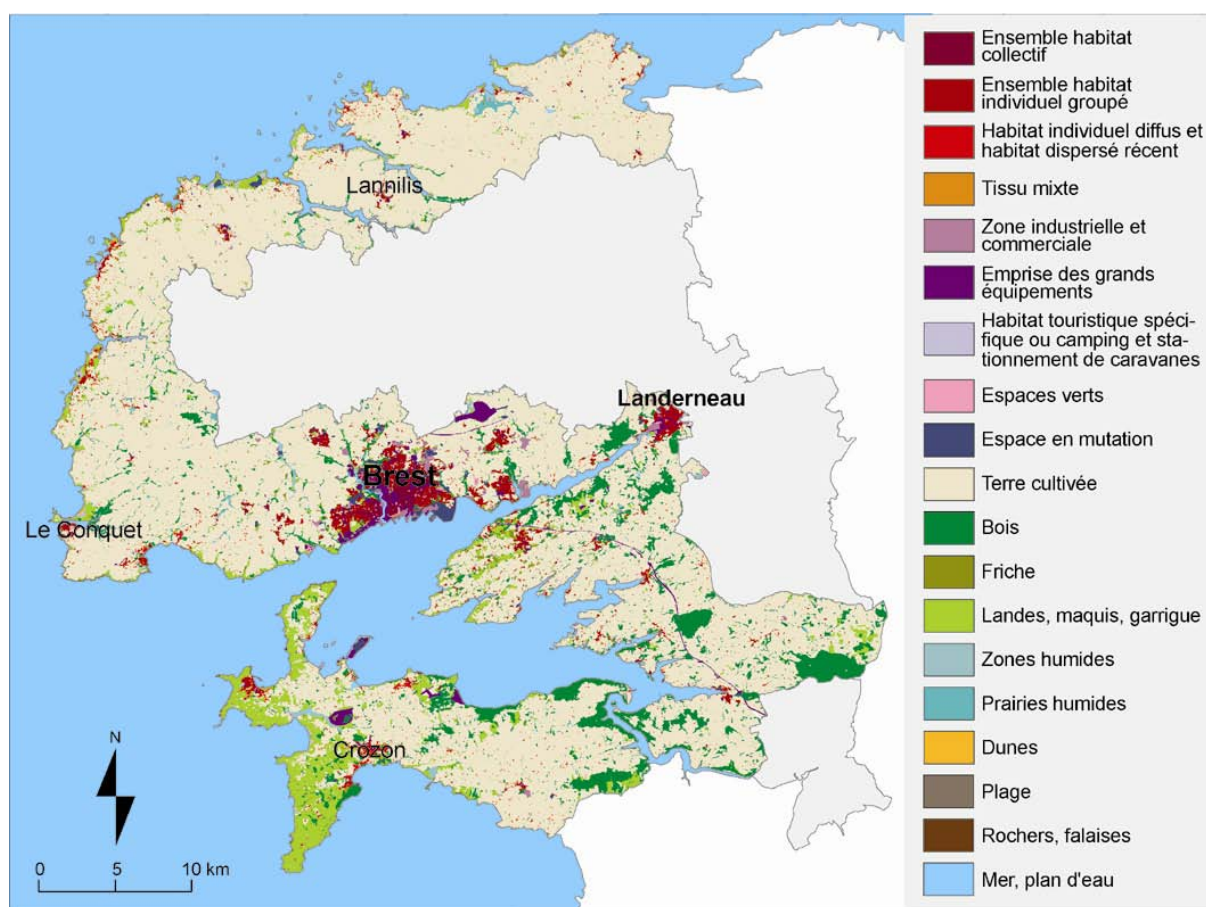 Lannilis
Landerneau
Brest
Le Conquet
Crozon
N
0 5 10 km
Ensemble habitat
collectif
Ensemble habitat
individuel groupé
Habitat individuel diffus et
habitat dispersé récent
Tissu mixte
Zone industrielle et
commerciale
Emprise des grands
équipements
Habitat touristique spéci-
fique ou camping et sta-
tionnement de caravanes
Espaces verts
Espace en mutation
Terre cultivée
Bois
Friche
Landes, maquis, garrigue
Zones humides
Prairies humides
Dunes
Plage
Rochers, falaises
Mer, plan d'eau